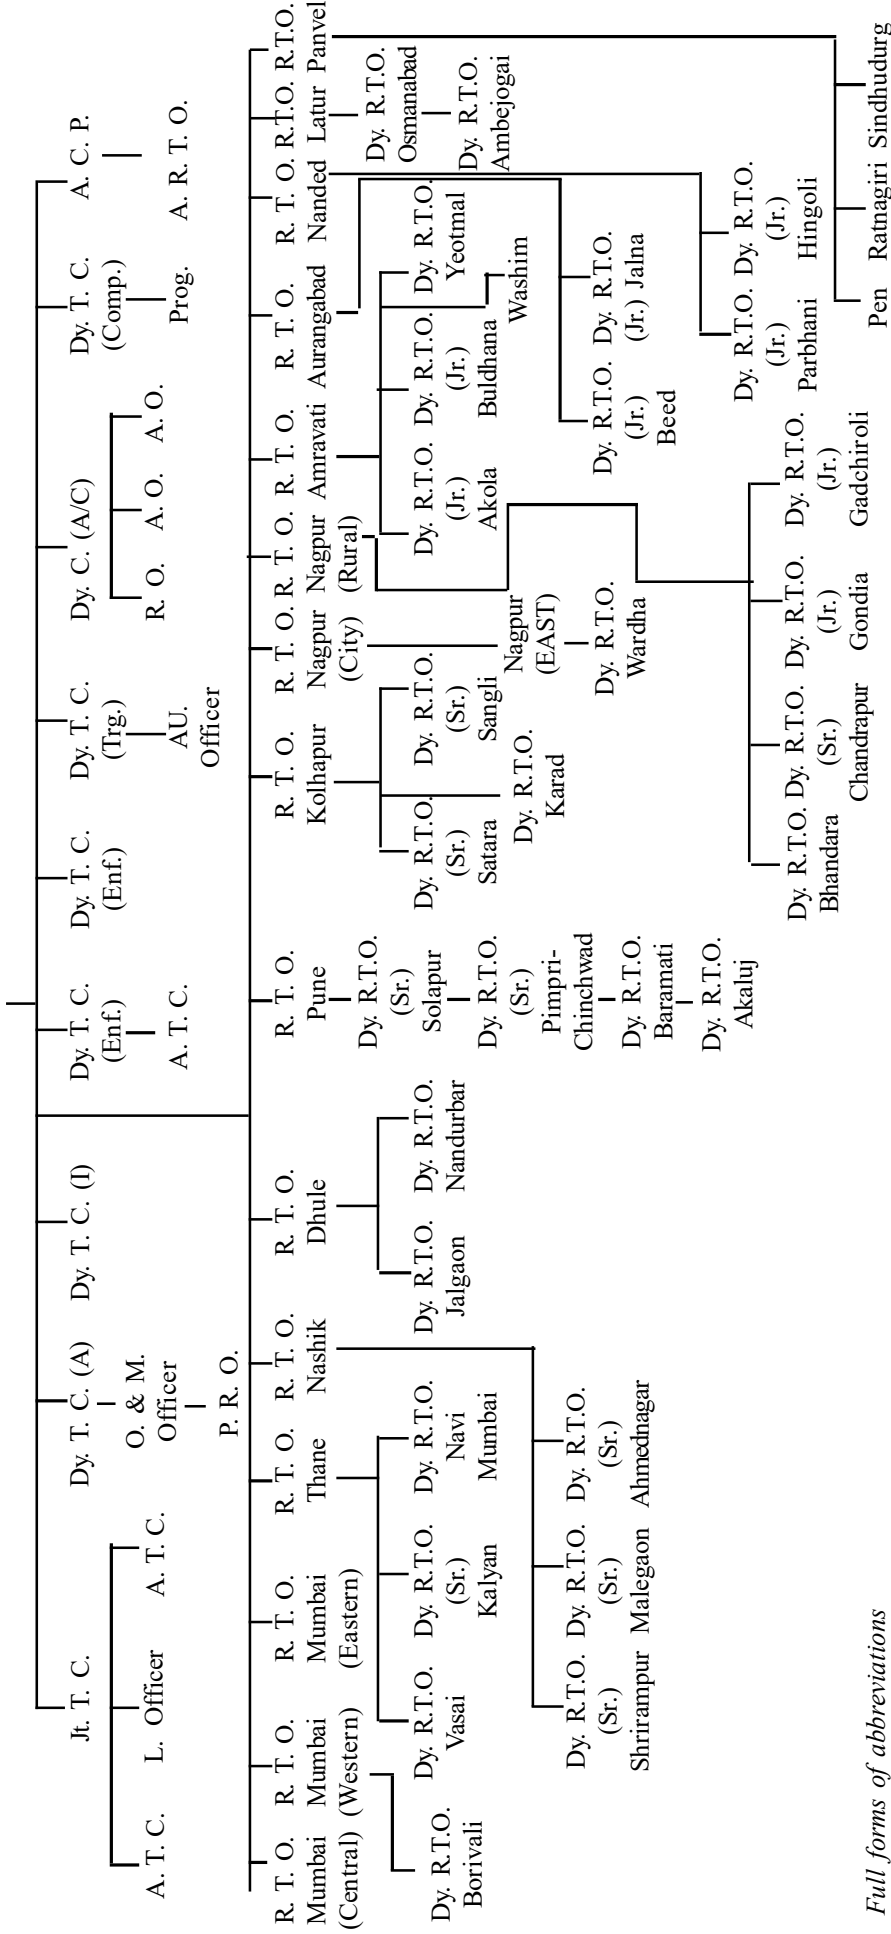 Jt. T. C.
A. T. C.
L. Officer
A. T. C.
Dy. T. C. (A)
O. & M.
Officer
P. R. O.
Dy. T. C. (I)
Dy. T. C.
(Enf.)
A. T. C.
Dy. T. C.
(Enf.)
Dy. T. C.
(Trg.)
AU.
Officer
Dy. C. (A/C)
R. O.
A. O.
A. O.
Dy. T. C.
(Comp.)
Prog.
A. C. P.
A. R. T. O.
R. T. O.
Mumbai
(Central)
R. T. O.
Mumbai
(Western)
Dy. R.T.O.
Borivali
R. T. O.
Mumbai
(Eastern)
R. T. O.
Thane
Dy. R.T.O.
Vasai
Dy. R.T.O.
(Sr.)
Kalyan
Dy. R.T.O.
Navi
Mumbai
R. T. O.
Nashik
Dy. R.T.O.
(Sr.)
Shrirampur
Dy. R.T.O.
(Sr.)
Malegaon
Dy. R.T.O.
(Sr.)
Ahmednagar
R. T. O.
Dhule
Dy. R.T.O.
Jalgaon
Dy. R.T.O.
Nandurbar
R. T. O.
Pune
Dy. R.T.O.
(Sr.)
Solapur
Dy. R.T.O.
(Sr.)
Pimpri-
Chinchwad
Dy. R.T.O.
Baramati
Dy. R.T.O.
Akaluj
R. T. O.
Kolhapur
Dy. R.T.O.
(Sr.)
Satara
Dy. R.T.O.
Karad
Dy. R.T.O.
(Sr.)
Sangli
R. T. O.
Nagpur
(City)
Nagpur
(EAST)
Dy. R.T.O.
Wardha
R. T. O.
Nagpur
(Rural)
Dy. R.T.O.
Bhandara
Dy. R.T.O.
(Sr.)
Chandrapur
Dy. R.T.O.
(Jr.)
Gondia
Dy. R.T.O.
(Jr.)
Gadchiroli
R. T. O.
Amravati
Dy. R.T.O.
(Jr.)
Akola
Dy. R.T.O.
(Jr.)
Buldhana
Washim
Dy. R.T.O.
Yeotmal
R. T. O.
Aurangabad
Dy. R.T.O.
(Jr.)
Beed
Dy. R.T.O.
(Jr.) Jalna
R. T. O.
Nanded
Dy. R.T.O.
(Jr.)
Parbhani
Dy. R.T.O.
(Jr.)
Hingoli
R.T.O.
Latur
Dy. R.T.O.
Osmanabad
Dy. R.T.O.
Ambejogai
R.T.O.
Panvel
Pen
Ratnagiri
Sindhudurg
Full forms of abbreviations